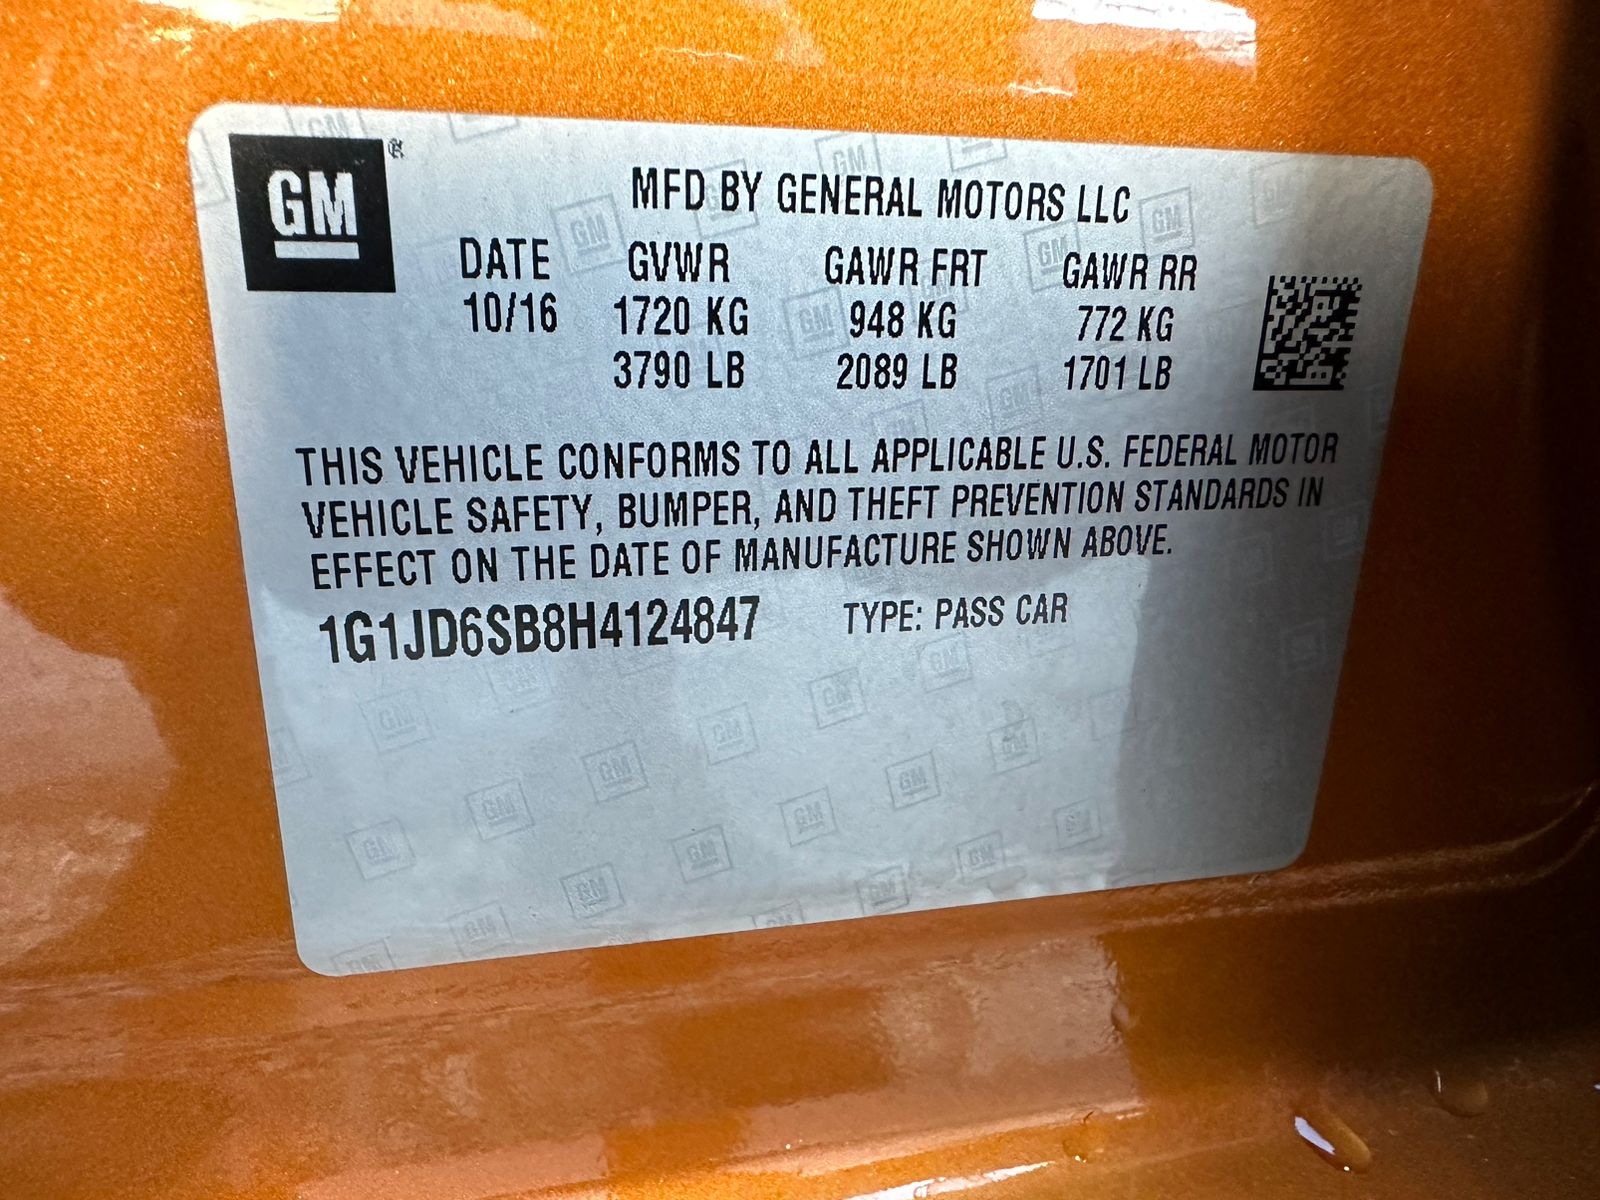 GM
MFD BY GENERAL MOTORS LLC
DATE GVWR GAWR FRT GAWR RR
10/16 1720 KG 948 KG 772 KG
3790 LB 2089 LB 1701 LB
THIS VEHICLE CONFORMS TO ALL APPLICABLE U.S. FEDERAL MOTOR
VEHICLE SAFETY, BUMPER, AND THEFT PREVENTION STANDARDS IN
EFFECT ON THE DATE OF MANUFACTURE SHOWN ABOVE.
1G1JD6SB8H4124847 TYPE: PASS CAR